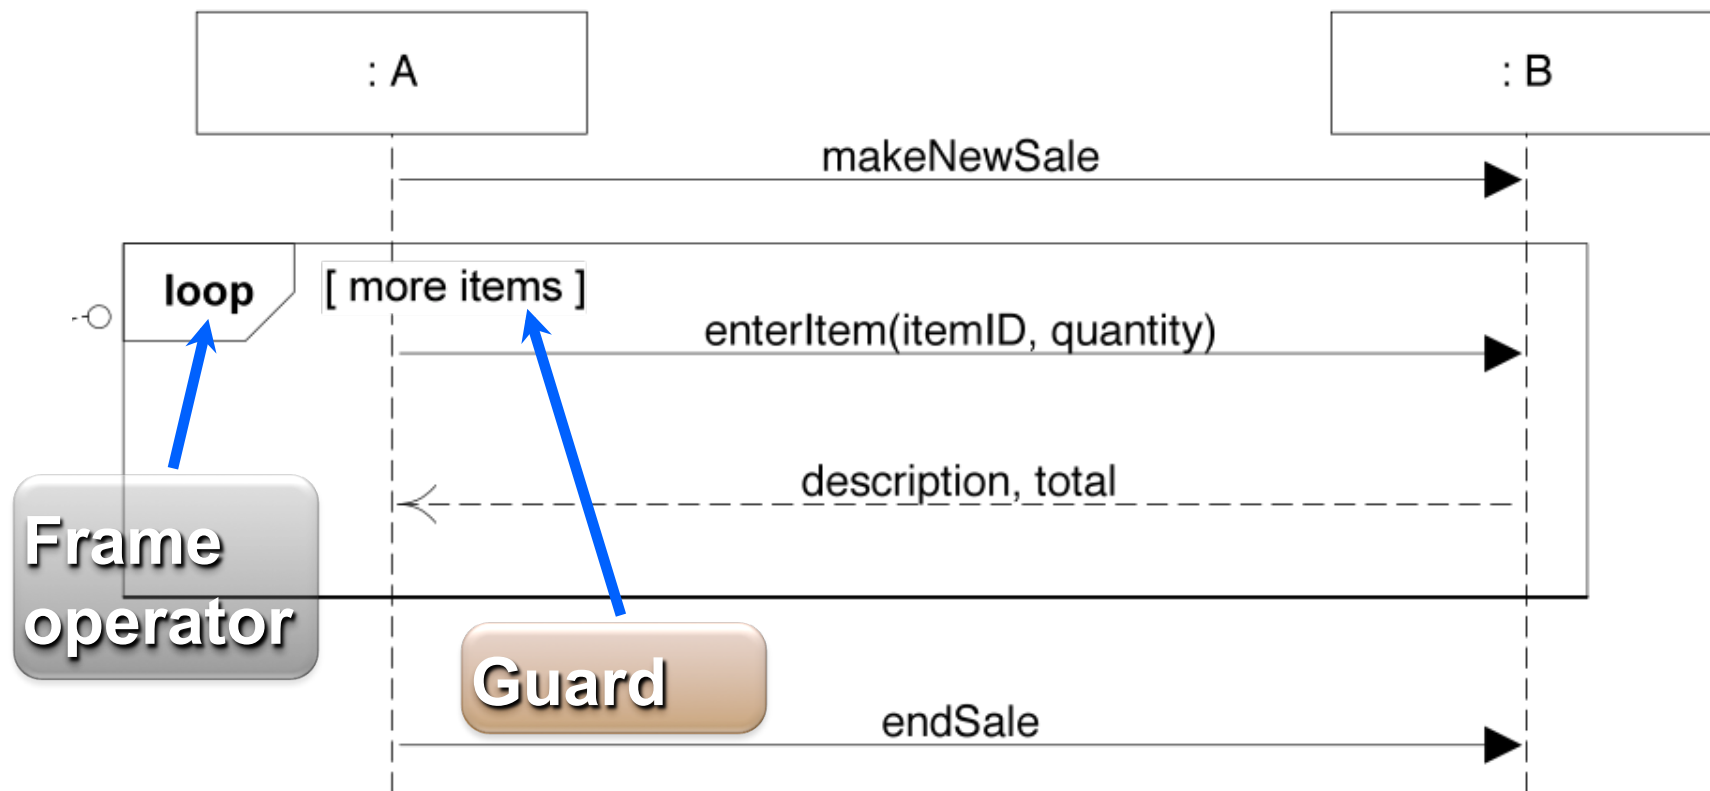 : A
: B
makeNewSale
loop
[ more items ]
enterItem(itemID, quantity)
description, total
Frame
operator
Guard
endSale